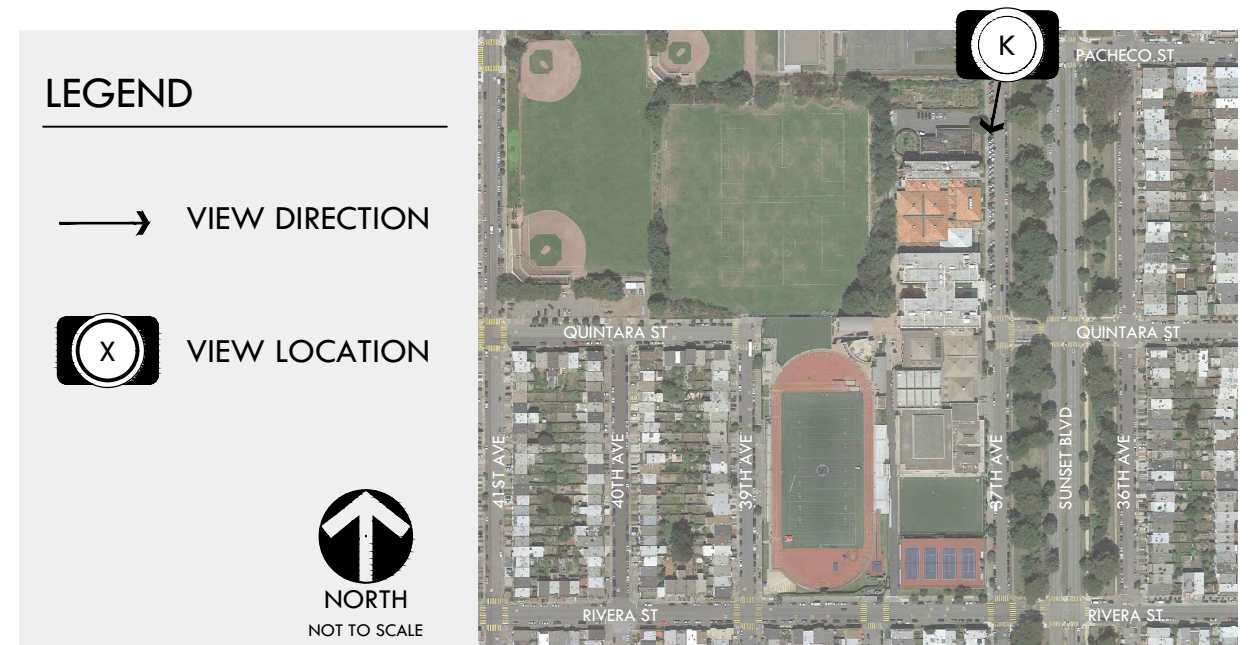 LEGEND
VIEW DIRECTION
X
VIEW LOCATION
NORTH
NOT TO SCALE
K
PACHECO ST
QUINTARA ST
QUINTARA ST
41ST AVE
40TH AVE
39TH AVE
37TH AVE
SUNSET BLVD
36TH AVE
RIVERA ST
RIVERA ST